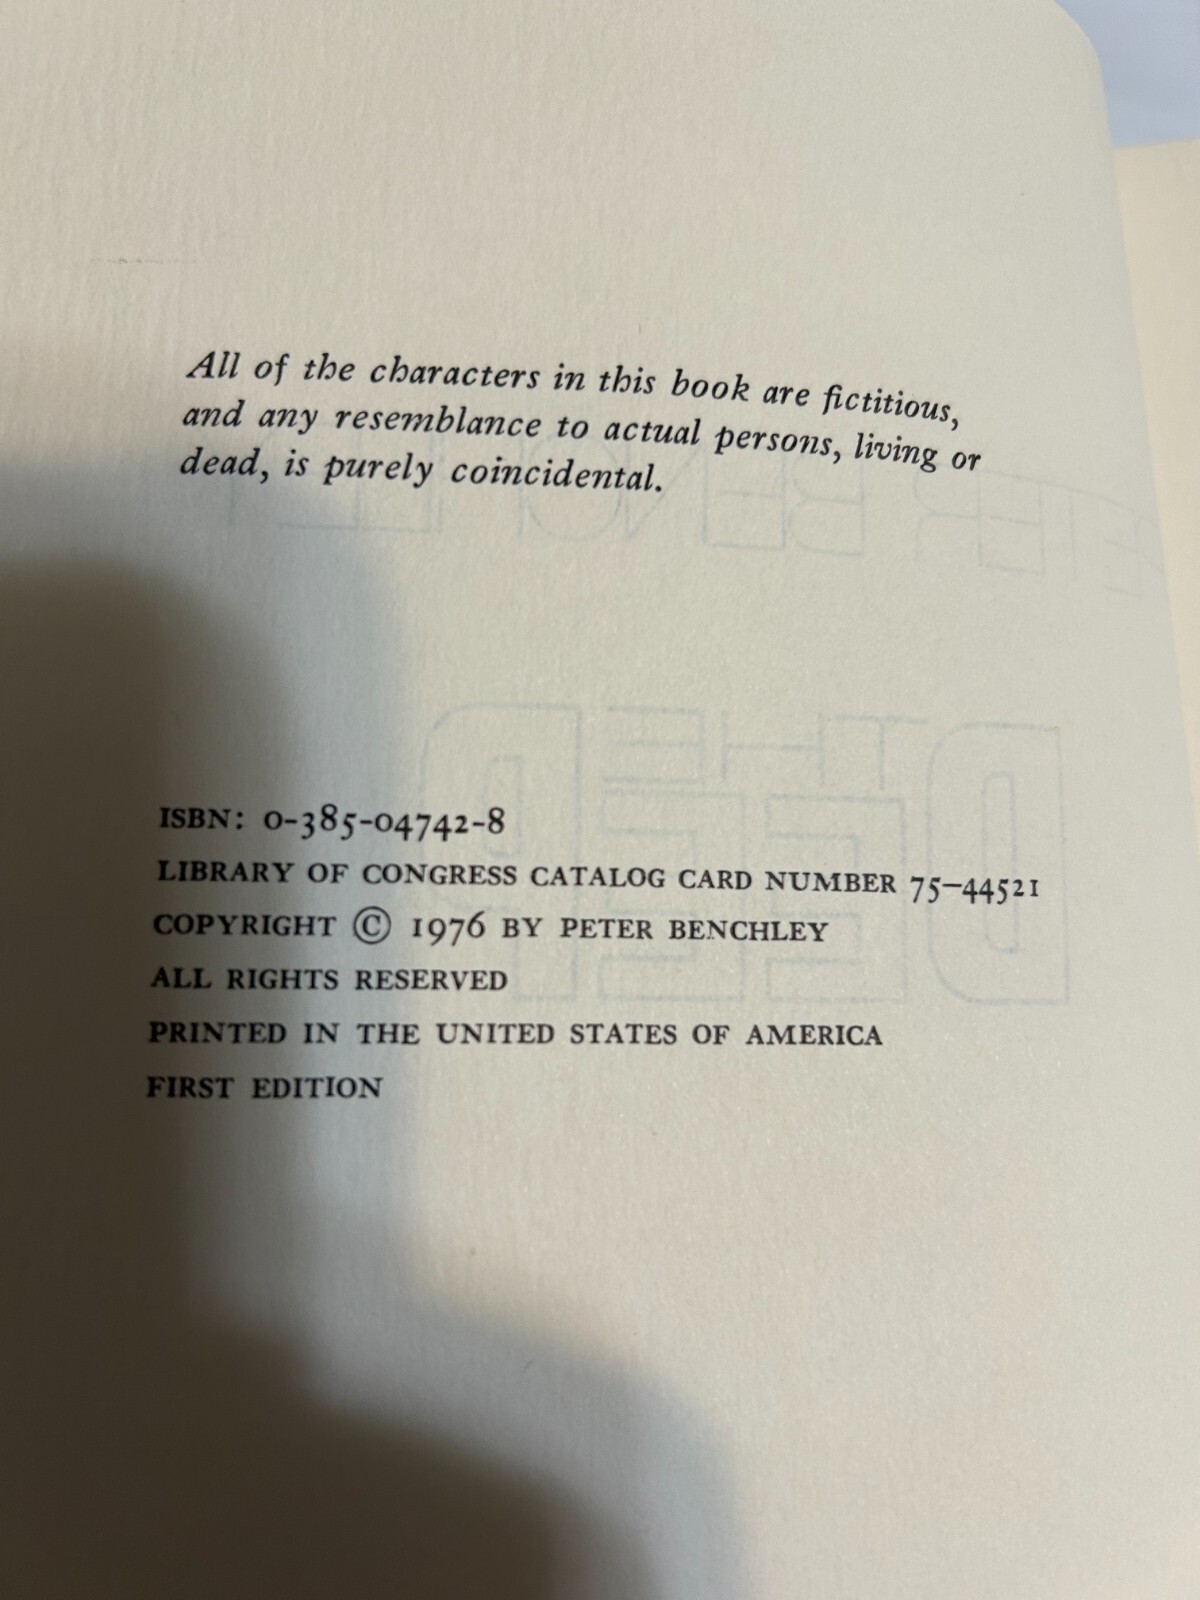 All of the characters in this book are fictitious,
and any resemblance to actual persons, living or
dead, is purely coincidental.
ISBN: 0-385-04742-8
LIBRARY OF CONGRESS CATALOG CARD NUMBER 75-44521
COPYRIGHT © 1976 BY PETER BENCHLEY
ALL RIGHTS RESERVED
PRINTED IN THE UNITED STATES OF AMERICA
FIRST EDITION
THE
DEEP